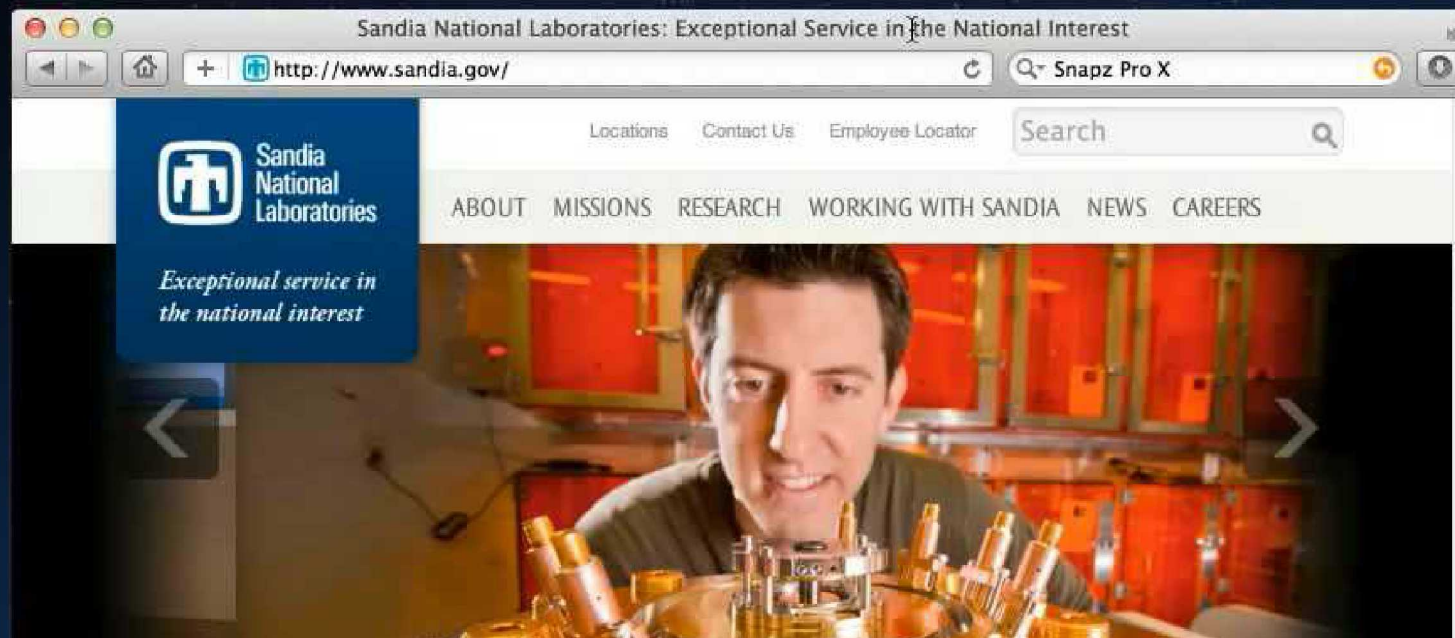 Sandia National Laboratories: Exceptional Service in the National Interest
http://www.sandia.gov/
Snapz Pro X
Locations Contact Us Employee Locator Search
Sandia
National
Laboratories
ABOUT MISSIONS RESEARCH WORKING WITH SANDIA NEWS CAREERS
Exceptional service in
the national interest